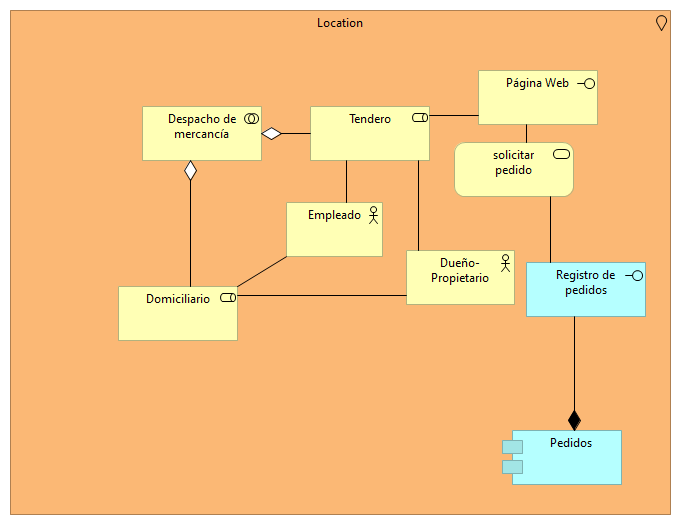 Location
Página Web
Despacho de
mercancía
Tendero
solicitar
pedido
Empleado
Dueño-
Propietario
Registro de
pedidos
Domiciliario
Pedidos